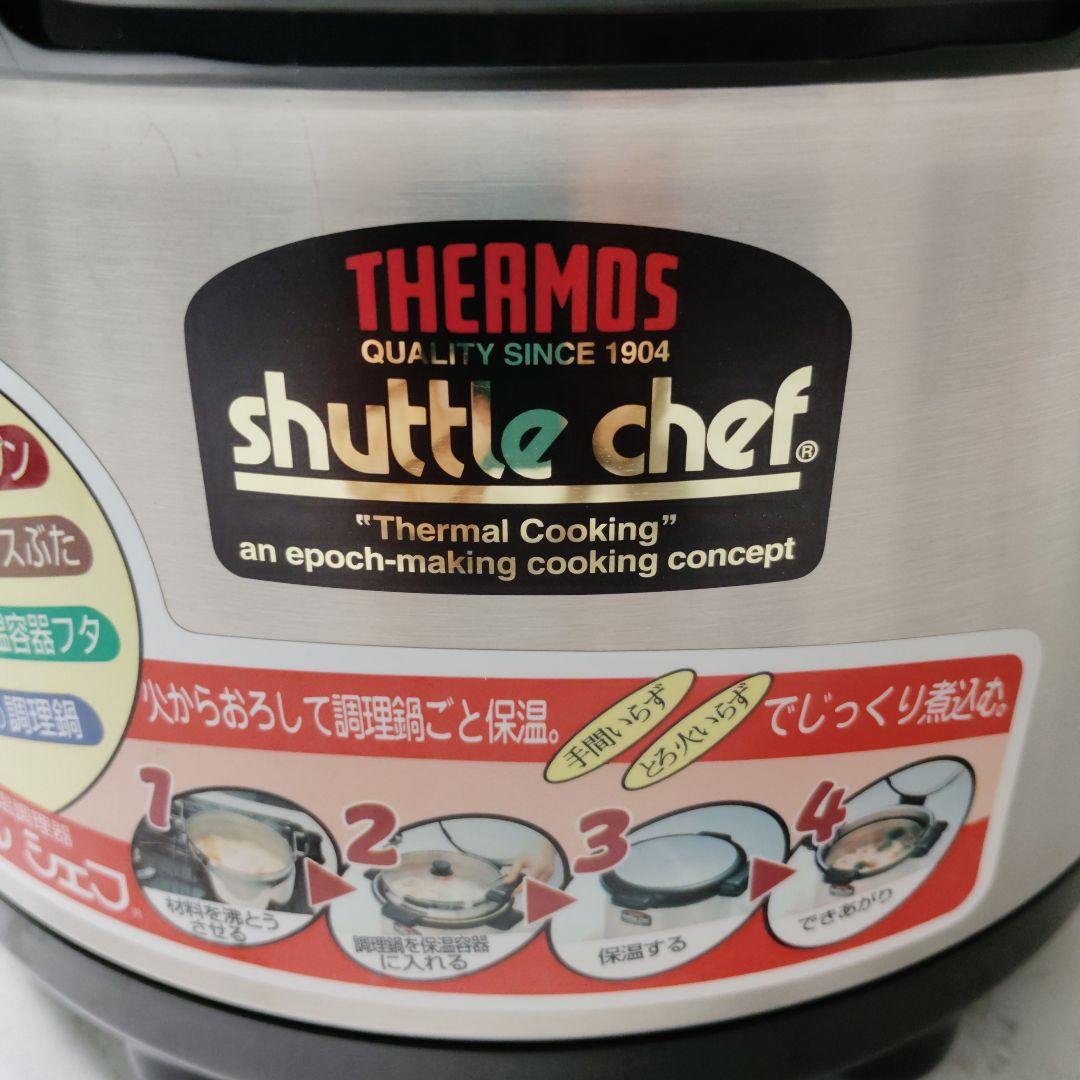 THERMOS
QUALITY SINCE 1904
shuttle chef®
“Thermal Cooking”
an epoch-making cooking concept
スぶた
温容器フタ
調理鍋
調理器
シェフ®
火からおろして調理鍋ごと保温。
手間いらず
とろ火いらず
でじっくり煮込む。
1
材料を沸とう
させる
2
調理鍋を保温容器
に入れる
3
保温する
4
できあがり